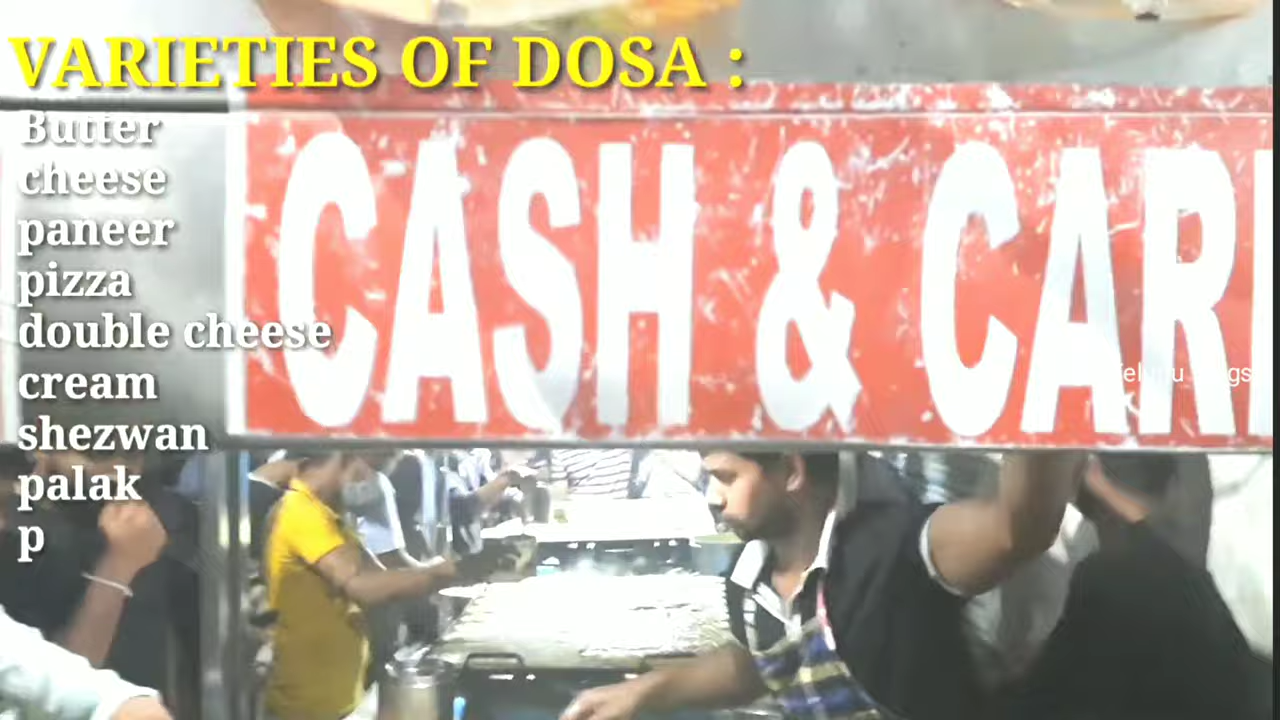 VARIETIES OF DOSA :
Butter
cheese
paneer
pizza
double cheese
cream
shezwan
palak
p
CASH & CAR